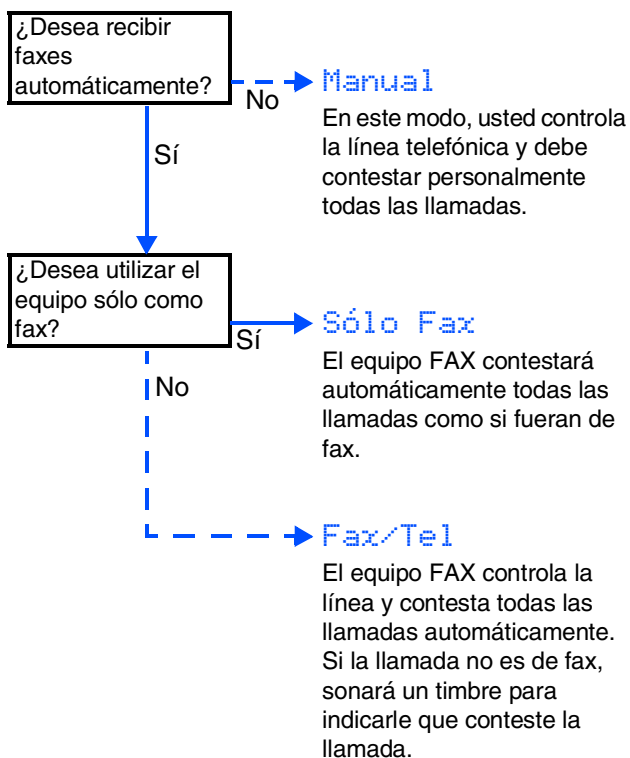 ¿Desea recibir
faxes
automáticamente?
No
Manual
En este modo, usted controla
la línea telefónica y debe
contestar personalmente
todas las llamadas.
Sí
¿Desea utilizar el
equipo sólo como
fax?
Sí
Sólo Fax
El equipo FAX contestará
automáticamente todas las
llamadas como si fueran de
fax.
No
Fax/Tel
El equipo FAX controla la
línea y contesta todas las
llamadas automáticamente.
Si la llamada no es de fax,
sonará un timbre para
indicarle que conteste la
llamada.